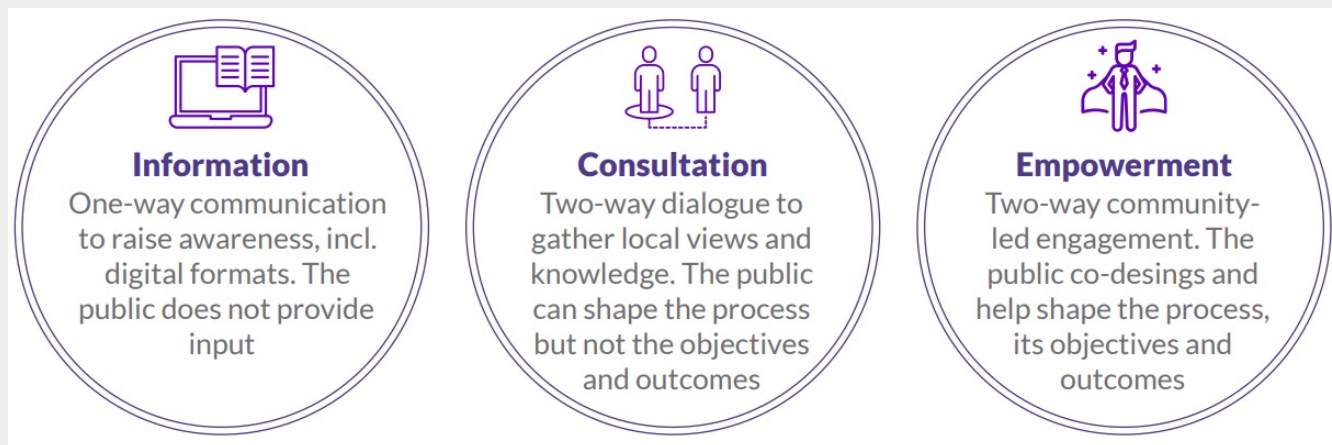 Information
One-way communication
to raise awareness, incl.
digital formats. The
public does not provide
input
Consultation
Two-way dialogue to
gather local views and
knowledge. The public
can shape the process
but not the objectives
and outcomes
Empowerment
Two-way community-
led engagement. The
public co-desings and
help shape the process,
its objectives and
outcomes